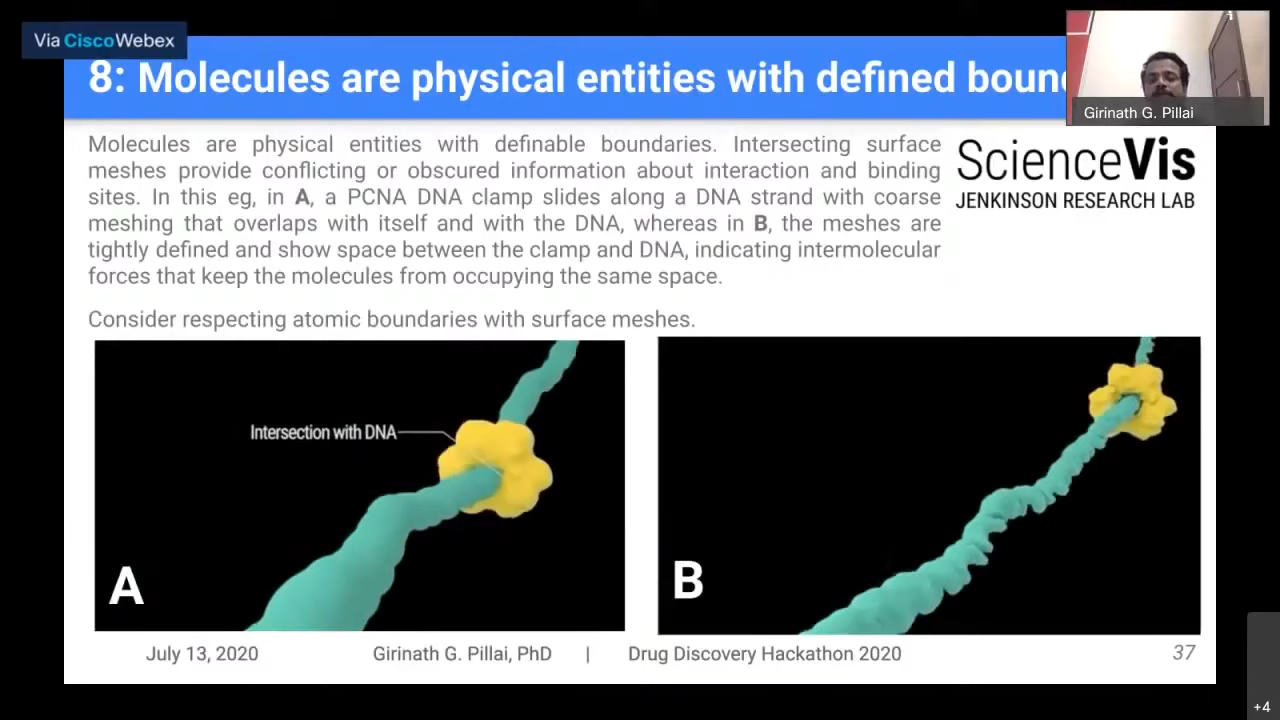 Via CiscoWebex
8: Molecules are physical entities with defined boun
Girinath G. Pillai
Molecules are physical entities with definable boundaries. Intersecting surface
meshes provide conflicting or obscured information about interaction and binding
sites. In this eg, in A, a PCNA DNA clamp slides along a DNA strand with coarse
meshing that overlaps with itself and with the DNA, whereas in B, the meshes are
tightly defined and show space between the clamp and DNA, indicating intermolecular
forces that keep the molecules from occupying the same space.
ScienceVis
JENKINSON RESEARCH LAB
Consider respecting atomic boundaries with surface meshes.
Intersection with DNA
A
B
July 13, 2020
Girinath G. Pillai, PhD | Drug Discovery Hackathon 2020
37
+4